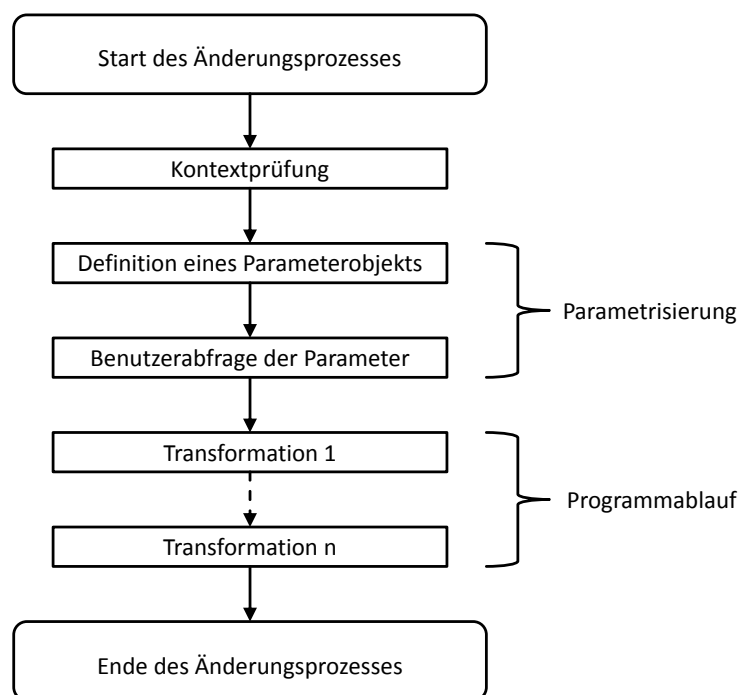 Start des Änderungsprozesses
Kontextprüfung
Definition eines Parameterobjekts
Parametrisierung
Benutzerabfrage der Parameter
Transformation 1
Programmablauf
Transformation n
Ende des Änderungsprozesses